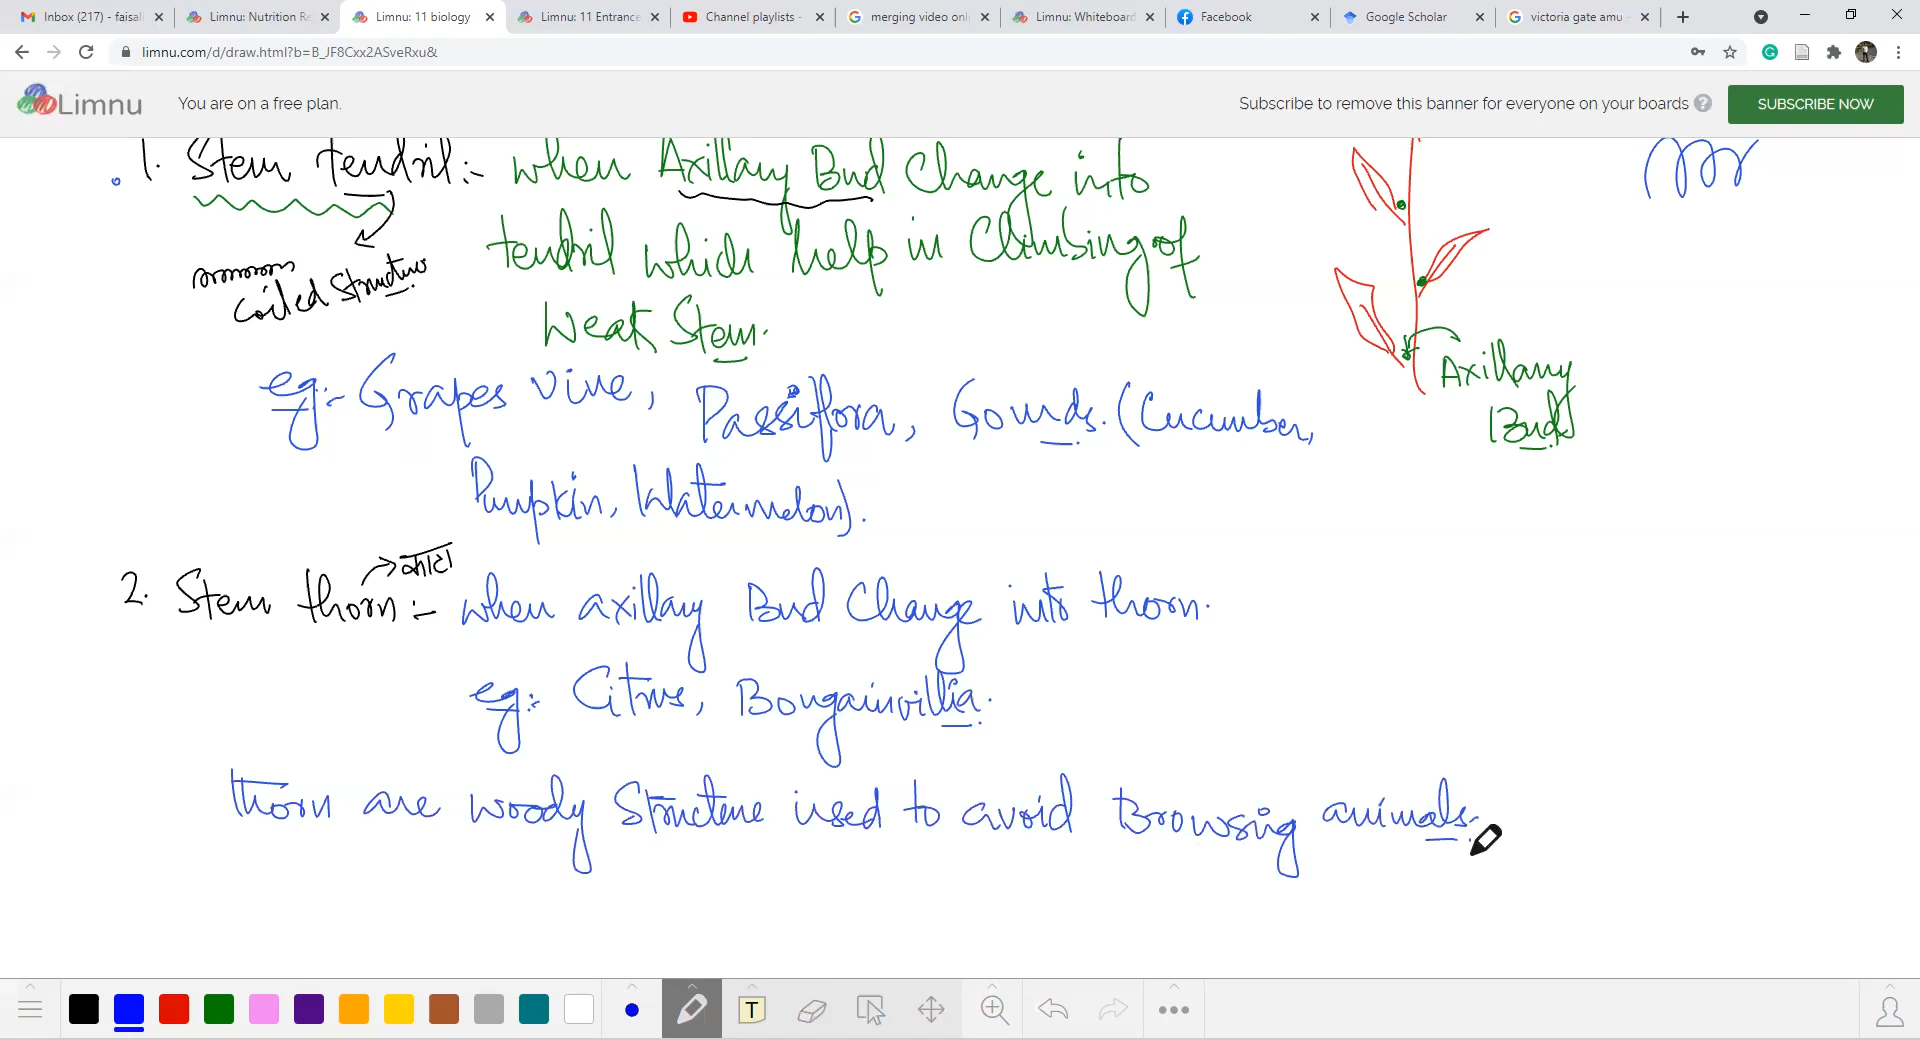 Inbox (217) - faisal
Limnu: Nutrition Re
Limnu: 11 biology
Limnu: 11 Entrance
Channel playlists -
merging video onl
Limnu: Whiteboard
Facebook
Google Scholar
victoria gate amu -
limnu.com/d/draw.html?b=B_JF8Cxx2ASveRxu&
Limnu
You are on a free plan.
Subscribe to remove this banner for everyone on your boards
SUBSCRIBE NOW
1. Stem tendril:- when Axillary Bud Change into
tendril which help in Climbing of
Coiled Structure
Weak Stem.
Axillary
Bud
eg:- Grapes vine, Passiflora, Gourds. (Cucumber,
Pumpkin, Watermelon).
काटा
2. Stem thorn:- when axillary Bud Change into thorn.
eg:- Citrus, Bougainvillia.
Thorn are woody Structure used to avoid Browsing animals.
T